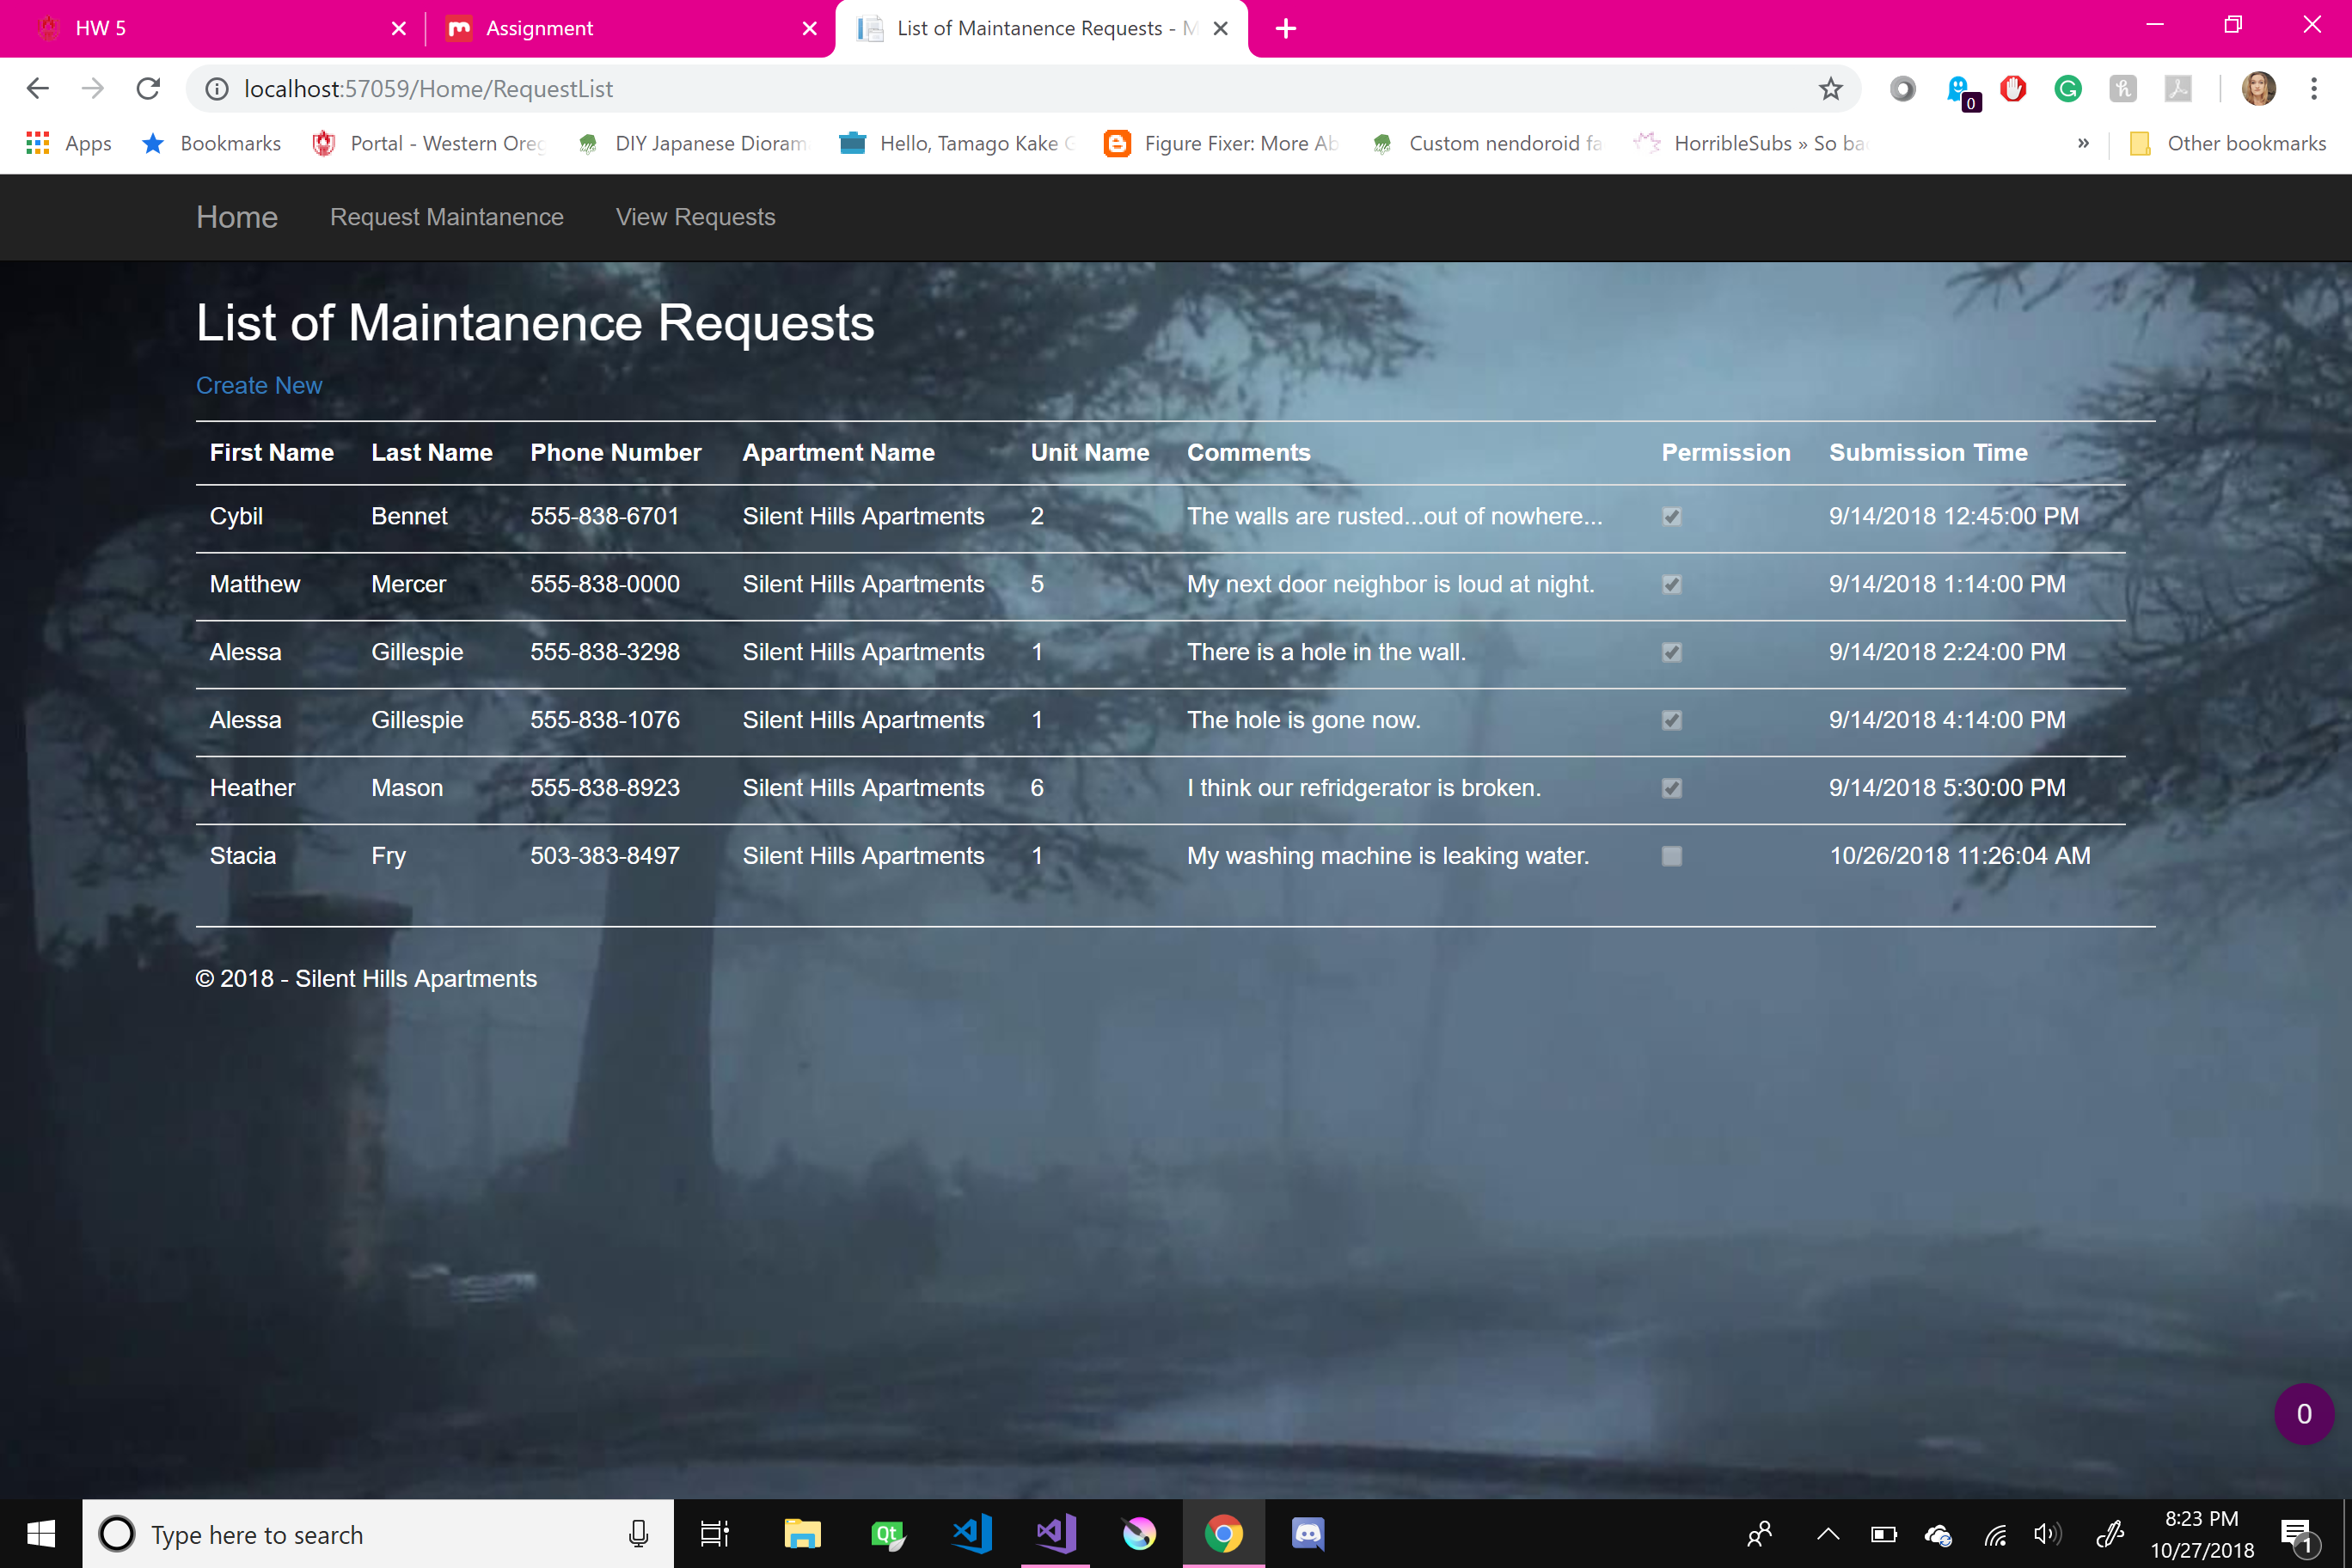 HW 5 Assignment List of Maintanence Requests - M
localhost:57059/Home/RequestList
0
Apps Bookmarks Portal - Western Oreg DIY Japanese Dioram Hello, Tamago Kake G Figure Fixer: More Ab Custom nendoroid fa HorribleSubs » So ba » Other bookmarks
Home Request Maintanence View Requests
List of Maintanence Requests
Create New
First Name Last Name Phone Number Apartment Name Unit Name Comments Permission Submission Time
Cybil Bennet 555-838-6701 Silent Hills Apartments 2 The walls are rusted...out of nowhere... 9/14/2018 12:45:00 PM
Matthew Mercer 555-838-0000 Silent Hills Apartments 5 My next door neighbor is loud at night. 9/14/2018 1:14:00 PM
Alessa Gillespie 555-838-3298 Silent Hills Apartments 1 There is a hole in the wall. 9/14/2018 2:24:00 PM
Alessa Gillespie 555-838-1076 Silent Hills Apartments 1 The hole is gone now. 9/14/2018 4:14:00 PM
Heather Mason 555-838-8923 Silent Hills Apartments 6 I think our refridgerator is broken. 9/14/2018 5:30:00 PM
Stacia Fry 503-383-8497 Silent Hills Apartments 1 My washing machine is leaking water. 10/26/2018 11:26:04 AM
© 2018 - Silent Hills Apartments
0
Type here to search
Qt
8:23 PM
10/27/2018
1